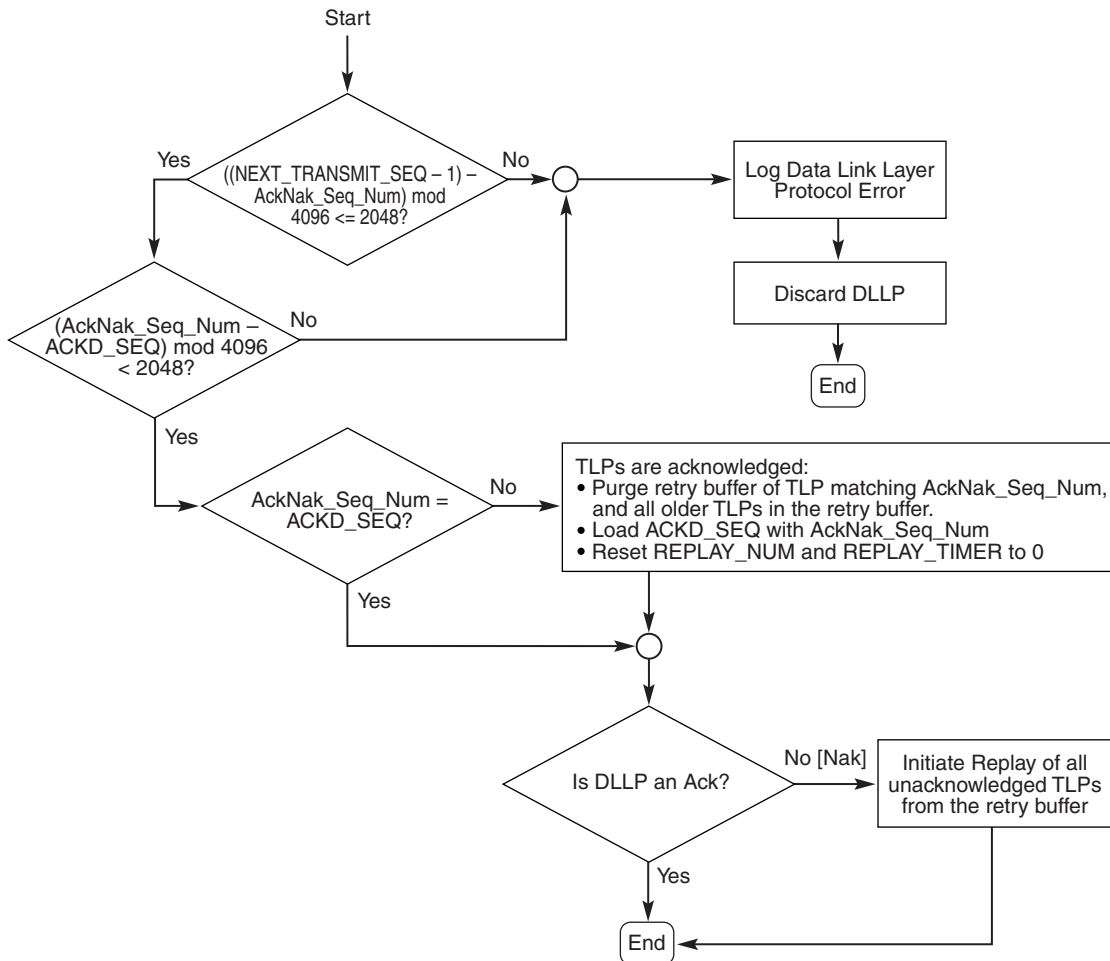 Start
Yes
((NEXT_TRANSMIT_SEQ – 1) –
AckNak_Seq_Num) mod
4096 <= 2048?
No
Log Data Link Layer
Protocol Error
Discard DLLP
End
(AckNak_Seq_Num –
ACKD_SEQ) mod 4096
< 2048?
No
Yes
AckNak_Seq_Num =
ACKD_SEQ?
No
Yes
TLPs are acknowledged:
• Purge retry buffer of TLP matching AckNak_Seq_Num,
and all older TLPs in the retry buffer.
• Load ACKD_SEQ with AckNak_Seq_Num
• Reset REPLAY_NUM and REPLAY_TIMER to 0
Is DLLP an Ack?
No [Nak]
Initiate Replay of all
unacknowledged TLPs
from the retry buffer
Yes
End